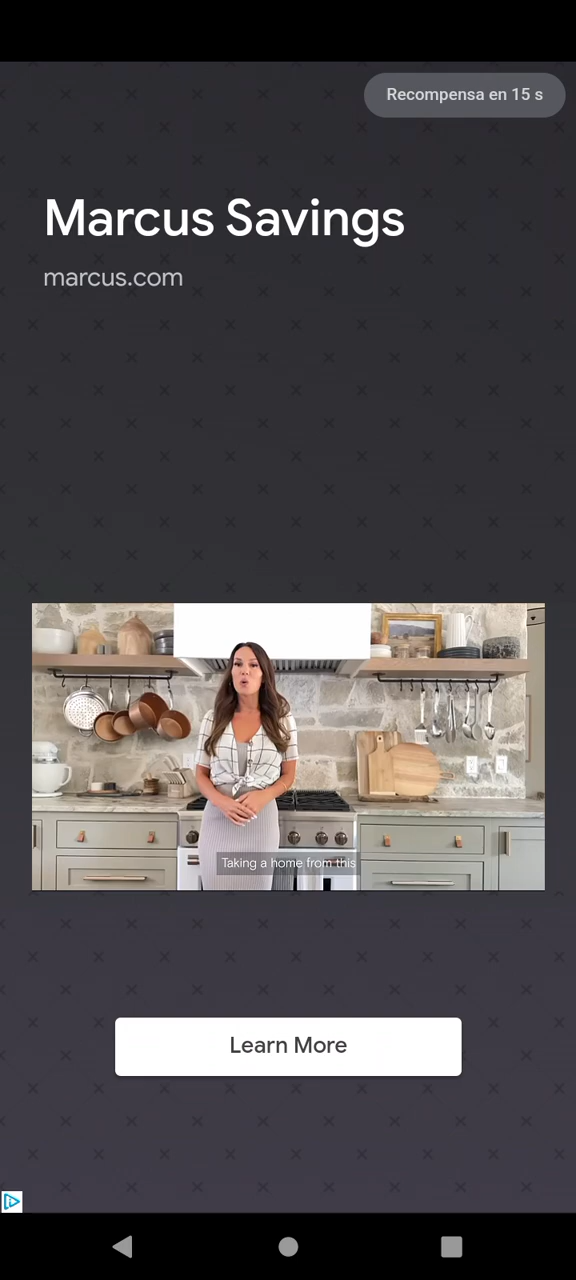 Recompensa en 15 s
Marcus Savings
marcus.com
Taking a home from this
Learn More